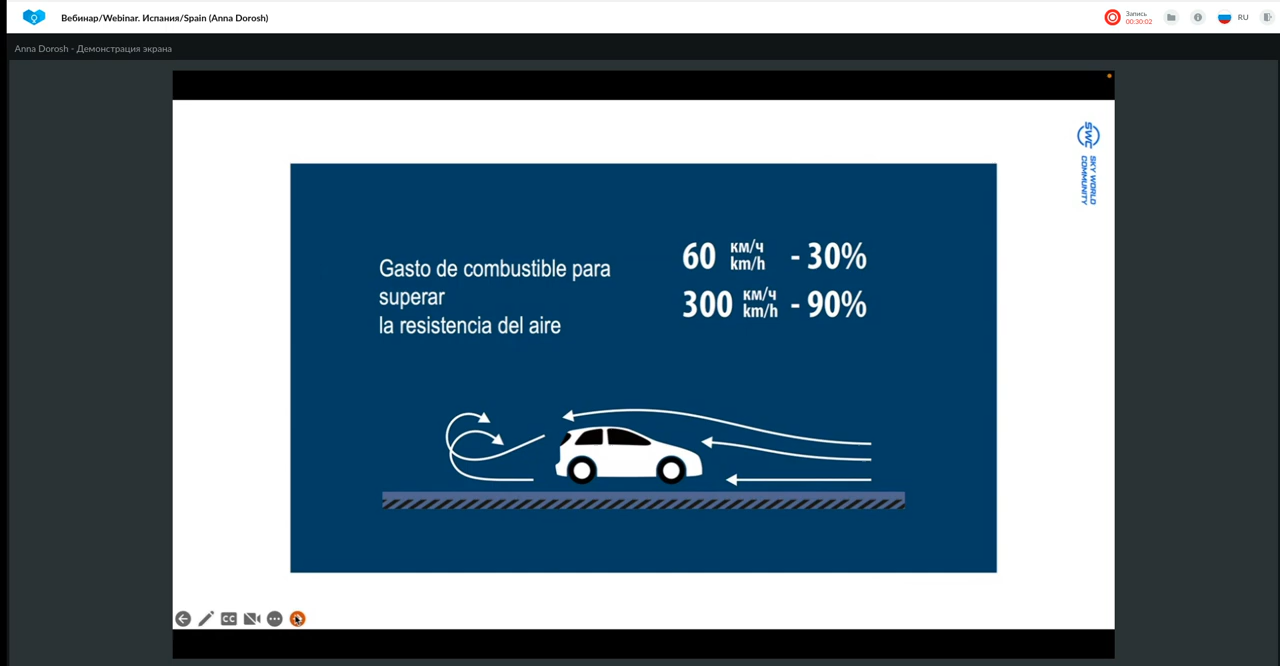 Вебинар/Webinar. Испания/Spain (Anna Dorosh)
Запись
00:30:02
RU
Anna Dorosh - Демонстрация экрана
SWC
SKY WORLD
COMMUNITY
Gasto de combustible para
superar
la resistencia del aire
60 км/ч km/h - 30%
300 км/ч km/h - 90%
CC